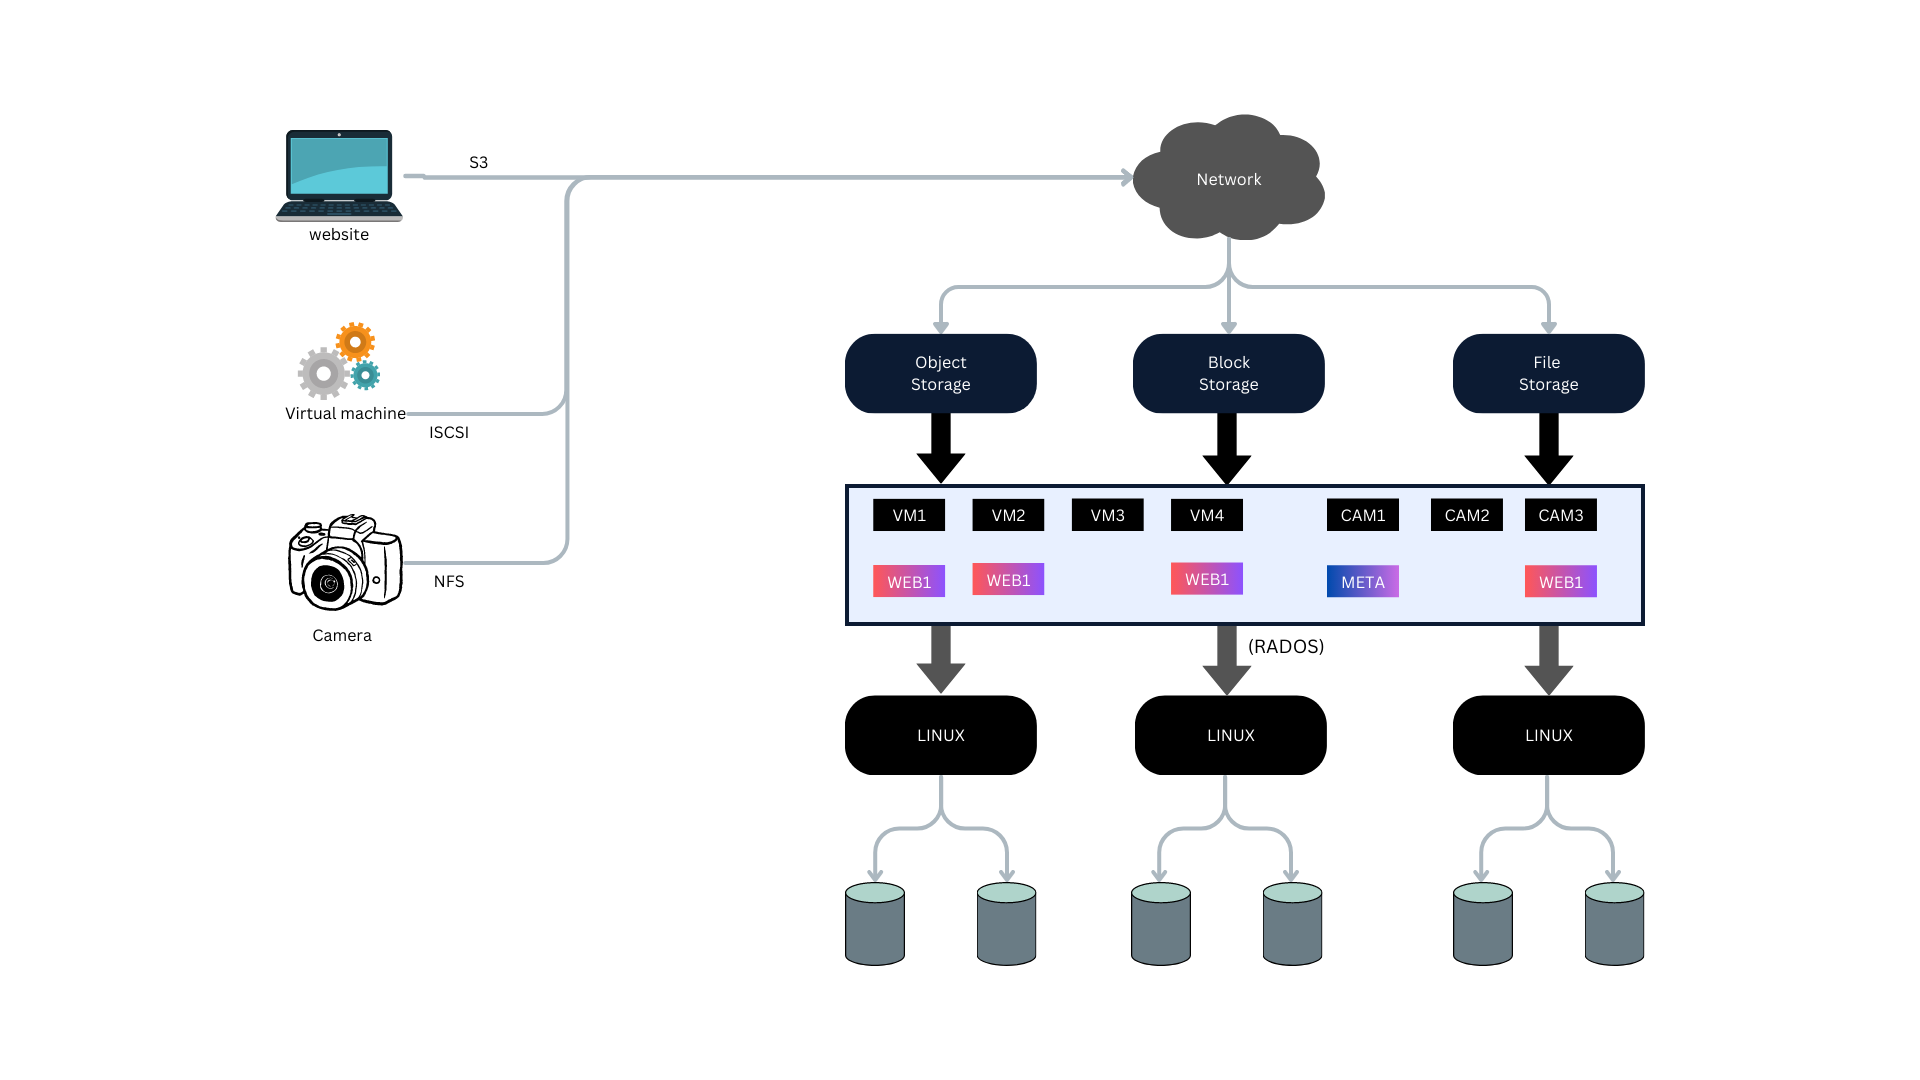 S3
website
Virtual machine
ISCSI
NFS
Camera
Network
Object
Storage
Block
Storage
File
Storage
VM1 VM2 VM3 VM4 CAM1 CAM2 CAM3
WEB1 WEB1 WEB1 META WEB1
(RADOS)
LINUX LINUX LINUX